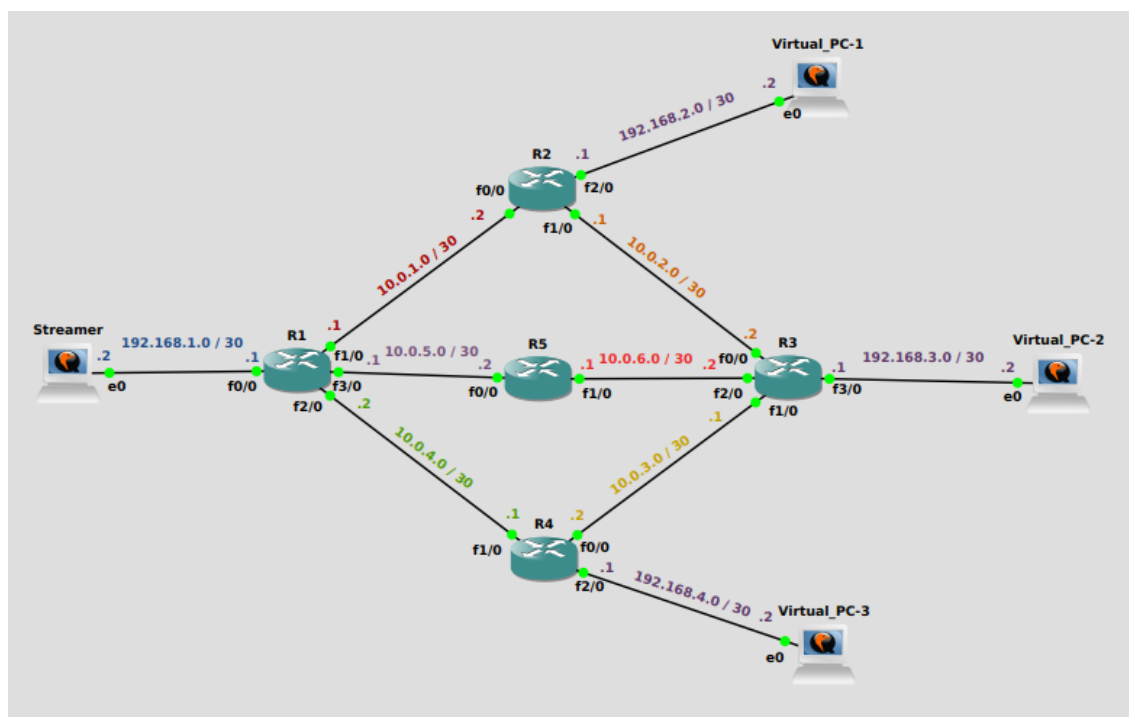 Virtual_PC-1
.2
192.168.2.0 / 30
e0
R2
.1
f0/0
f2/0
.2
.1
f1/0
10.0.1.0 / 30
10.0.2.0 / 30
Streamer
192.168.1.0 / 30
.2
.1
e0
f0/0
R1
.1
f1/0
.1
10.0.5.0 / 30
.2
f3/0
f2/0
.2
R5
f0/0
.1
10.0.6.0 / 30
.2
f1/0
.2
R3
f0/0
.1
192.168.3.0 / 30
f2/0
f3/0
f1/0
.1
Virtual_PC-2
.2
e0
10.0.4.0 / 30
10.0.3.0 / 30
.1
R4
.2
f1/0
f0/0
.1
f2/0
192.168.4.0 / 30
.2
Virtual_PC-3
e0